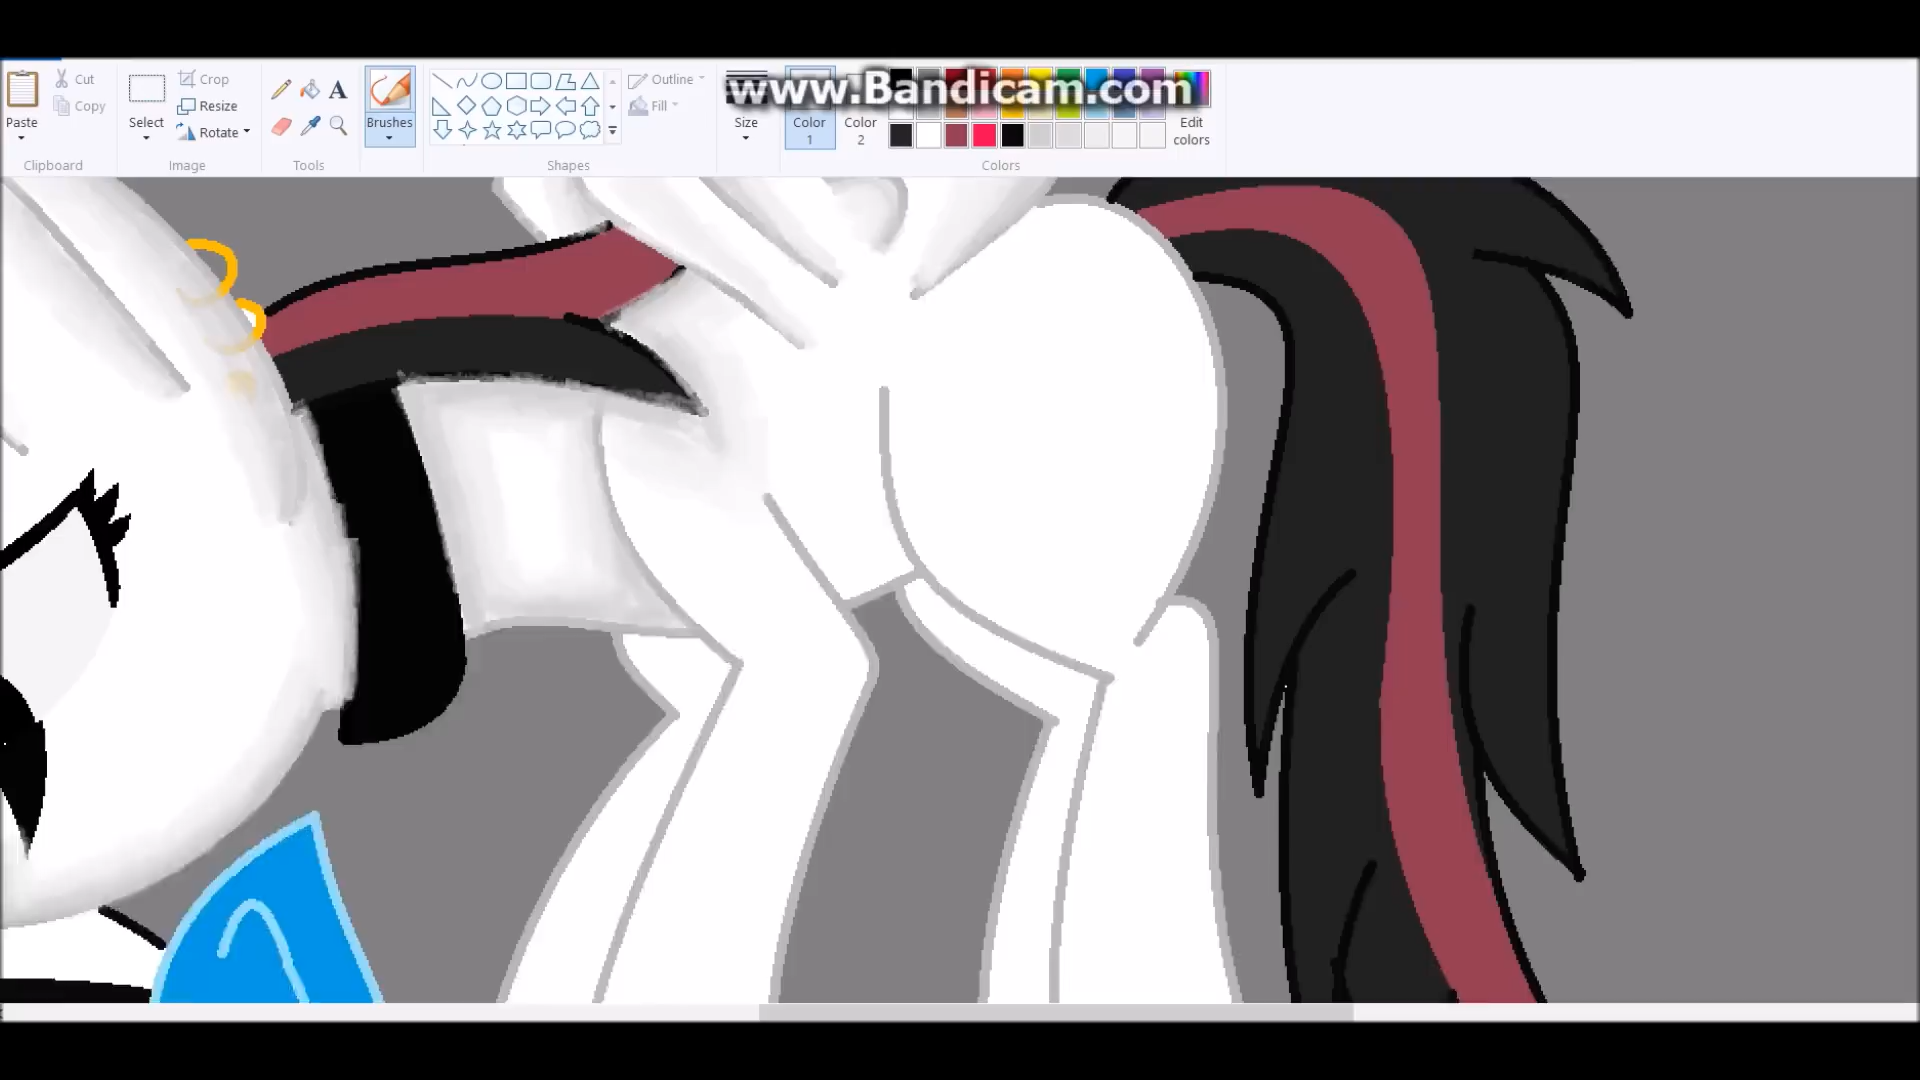 www.Bandicam.com
Cut
Copy
Paste
Clipboard
Crop
Resize
Rotate
Select
Image
A
Tools
Brushes
Outline
Fill
Shapes
Size
Color 1
Color 2
Edit colors
Colors